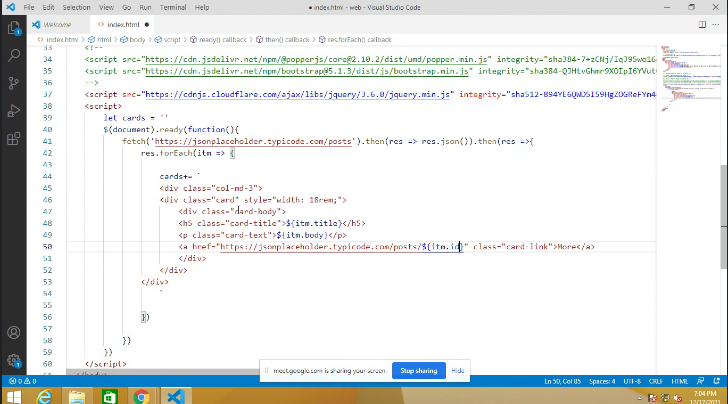 File Edit Selection View Go Run Terminal Help
● index.html - web - Visual Studio Code
Welcome
index.html ●
index.html > html > body > script > ready() callback > then() callback > res.forEach() callback
33 <!--
34 <script src="https://cdn.jsdelivr.net/npm/@popperjs/core@2.10.2/dist/umd/popper.min.js" integrity="sha384-7+zCNj/IqJ95wo16
35 <script src="https://cdn.jsdelivr.net/npm/bootstrap@5.1.3/dist/js/bootstrap.min.js" integrity="sha384-QJHtvGhmr9XOIpI6YVut
36 -->
37 <script src="https://cdnjs.cloudflare.com/ajax/libs/jquery/3.6.0/jquery.min.js" integrity="sha512-894YE6QWD5I59HgZOGReFYm4
38 <script>
39 let cards = ''
40 $(document).ready(function(){
41 fetch('https://jsonplaceholder.typicode.com/posts').then(res => res.json()).then(res =>{
42 res.forEach(itm => {
43
44 cards+= `
45 <div class="col-md-3">
46 <div class="card" style="width: 18rem;">
47 <div class="card-body">
48 <h5 class="card-title">${itm.title}</h5>
49 <p class="card-text">${itm.body}</p>
50 <a href="https://jsonplaceholder.typicode.com/posts/${itm.id}" class="card-link">More</a>
51 </div>
52 </div>
53 </div>
54 `
55
56 })
57
58 })
59 })
60 </script>
61 </body>
meet.google.com is sharing your screen. Stop sharing Hide
0 0
Ln 50, Col 85 Spaces: 4 UTF-8 CRLF HTML
7:04 PM
12/17/2021